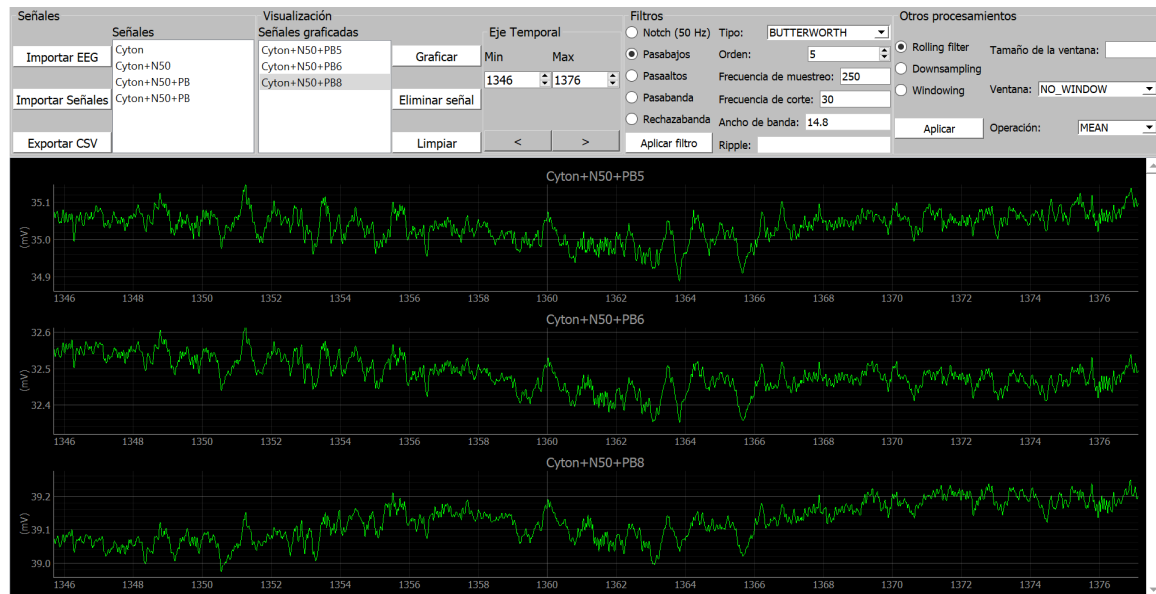 Señales
Señales
Importar EEG
Importar Señales
Exportar CSV
Cyton
Cyton+N50
Cyton+N50+PB
Cyton+N50+PB
Visualización
Señales graficadas
Cyton+N50+PB5
Cyton+N50+PB6
Cyton+N50+PB8
Graficar
Eliminar señal
Limpiar
Eje Temporal
Min Max
1346 1376
< >
Filtros
Notch (50 Hz)
Pasabajos
Pasaaltos
Pasabanda
Rechazabanda
Aplicar filtro
Tipo: BUTTERWORTH
Orden: 5
Frecuencia de muestreo: 250
Frecuencia de corte: 30
Ancho de banda: 14.8
Ripple:
Otros procesamientos
Rolling filter
Downsampling
Windowing
Aplicar
Tamaño de la ventana:
Ventana: NO_WINDOW
Operación: MEAN
Cyton+N50+PB5
(mV)
35.1
35.0
34.9
1346 1348 1350 1352 1354 1356 1358 1360 1362 1364 1366 1368 1370 1372 1374 1376
Cyton+N50+PB6
(mV)
32.6
32.5
32.4
1346 1348 1350 1352 1354 1356 1358 1360 1362 1364 1366 1368 1370 1372 1374 1376
Cyton+N50+PB8
(mV)
39.2
39.1
39.0
1346 1348 1350 1352 1354 1356 1358 1360 1362 1364 1366 1368 1370 1372 1374 1376